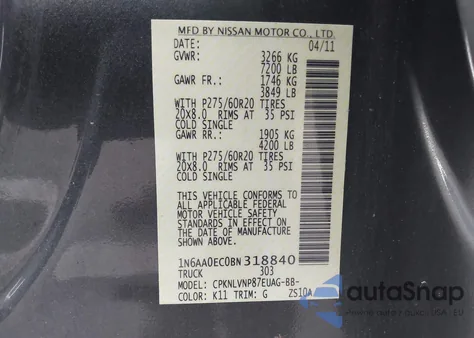 MFD BY NISSAN MOTOR CO., LTD.
DATE: 04/11
GVWR: 3266 KG
7200 LB
GAWR FR.: 1746 KG
3849 LB
WITH P275/60R20 TIRES
20X8.0 RIMS AT 35 PSI
COLD SINGLE
GAWR RR.: 1905 KG
4200 LB
WITH P275/60R20 TIRES
20X8.0 RIMS AT 35 PSI
COLD SINGLE
THIS VEHICLE CONFORMS TO
ALL APPLICABLE FEDERAL
MOTOR VEHICLE SAFETY
STANDARDS IN EFFECT ON
THE DATE OF MANUFACTURE
SHOWN ABOVE.
1N6AA0EC0BN318840
TRUCK 303
MODEL: CPKNLVNP87EUAG-BB-
COLOR: K11 TRIM: G ZS10A
autoSnap
VEHICLE AUCTION HISTORY